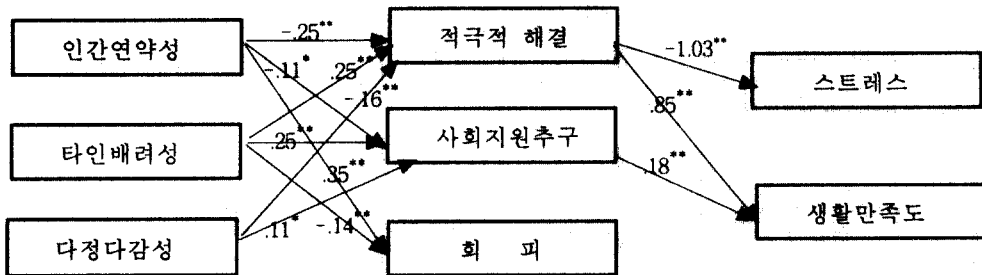 인간연약성
타인배려성
다정다감성
적극적 해결
사회지원추구
회 피
스트레스
생활만족도
-.25**
-.11*
.25**
-.16**
.25**
.35**
.11*
-.14**
-1.03**
.85**
.18**